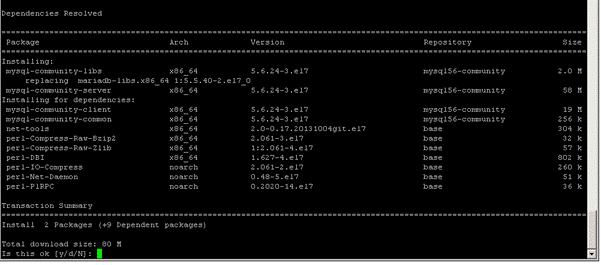 Dependencies Resolved
================================================================================
Package Arch Version Repository Size
================================================================================
Installing:
mysql-community-libs x86_64 5.6.24-3.el7 mysql56-community 2.0 M
replacing mariadb-libs.x86_64 1:5.5.40-2.el7_0
mysql-community-server x86_64 5.6.24-3.el7 mysql56-community 58 M
Installing for dependencies:
mysql-community-client x86_64 5.6.24-3.el7 mysql56-community 19 M
mysql-community-common x86_64 5.6.24-3.el7 mysql56-community 256 k
net-tools x86_64 2.0-0.17.20131004git.el7 base 304 k
perl-Compress-Raw-Bzip2 x86_64 2.061-3.el7 base 32 k
perl-Compress-Raw-Zlib x86_64 1:2.061-4.el7 base 57 k
perl-DBI x86_64 1.627-4.el7 base 802 k
perl-IO-Compress noarch 2.061-2.el7 base 260 k
perl-Net-Daemon noarch 0.48-5.el7 base 51 k
perl-PlRPC noarch 0.2020-14.el7 base 36 k
Transaction Summary
================================================================================
Install 2 Packages (+9 Dependent packages)
Total download size: 80 M
Is this ok [y/d/N]: